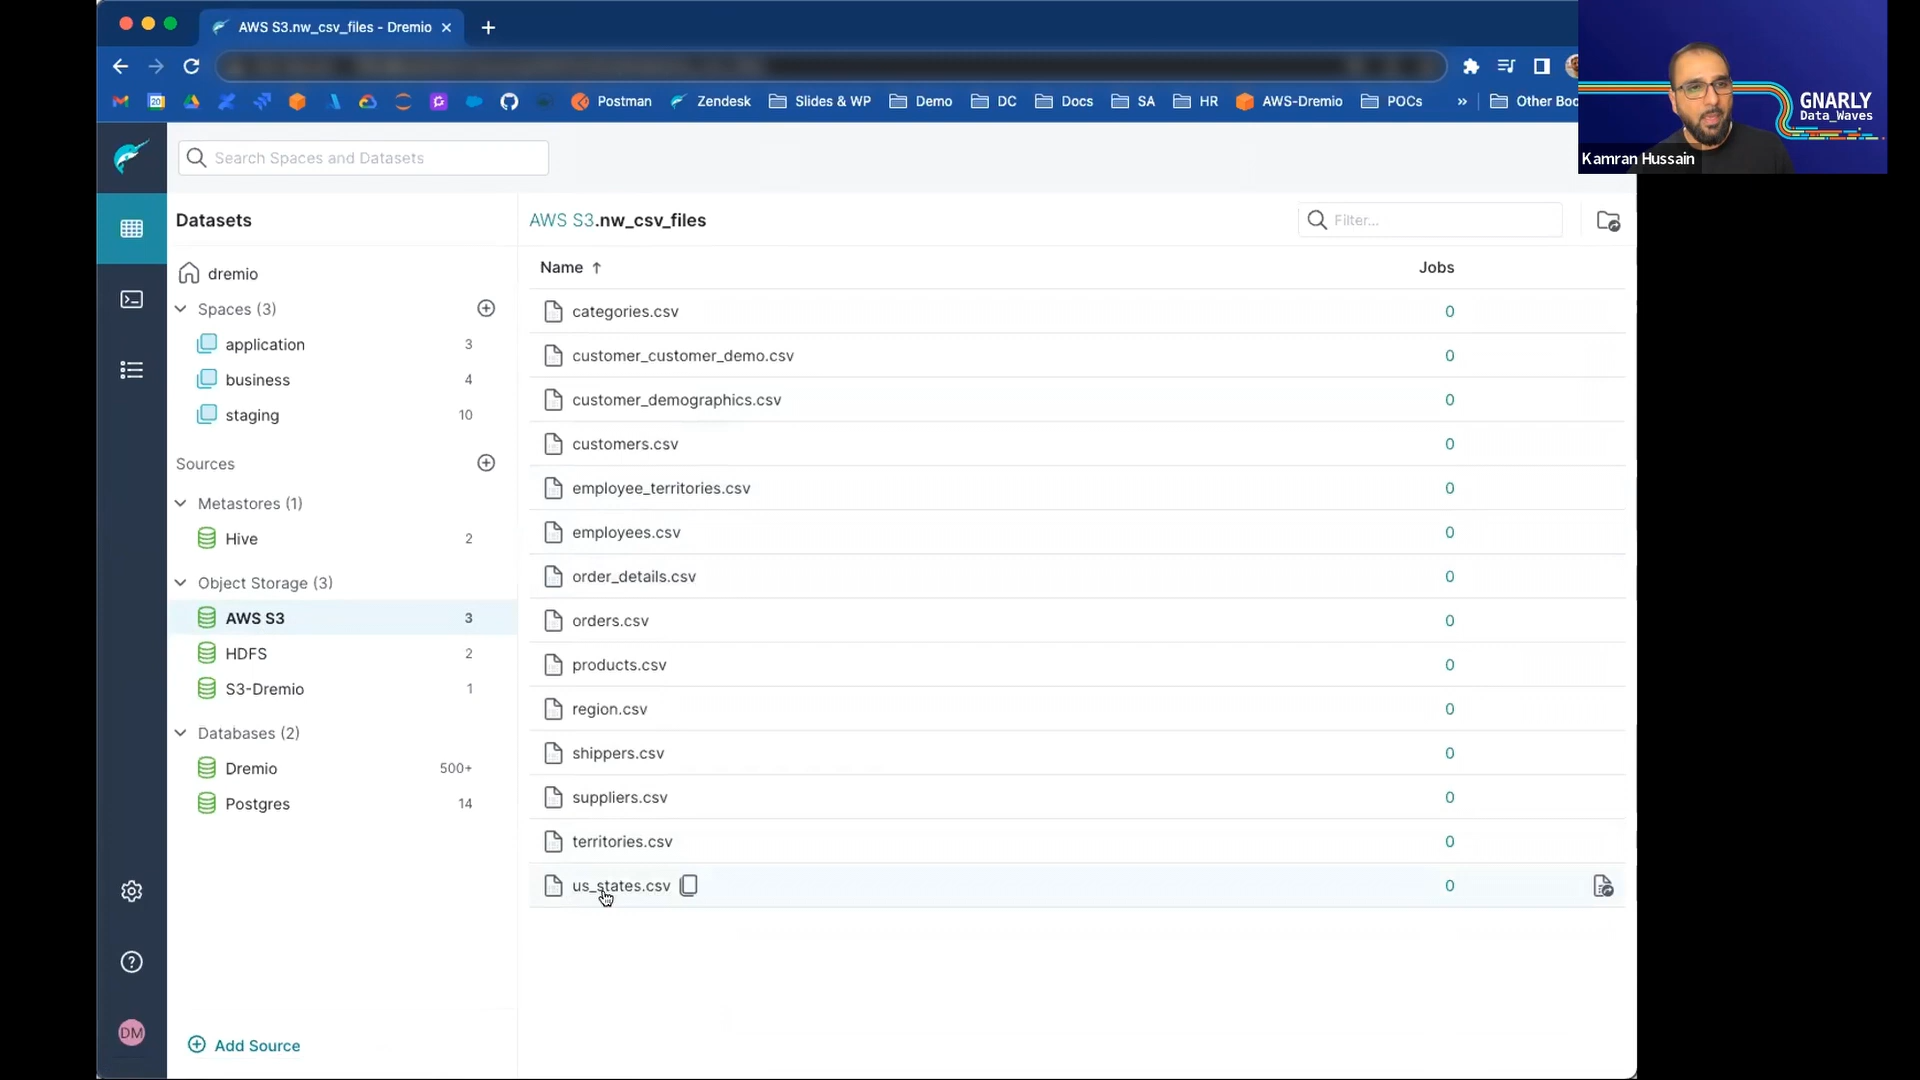 AWS S3.nw_csv_files - Dremio
20
Postman
Zendesk
Slides & WP
Demo
DC
Docs
SA
HR
AWS-Dremio
POCs
»
Other Boo
GNARLY
Data_Waves
Kamran Hussain
Search Spaces and Datasets
Datasets
dremio
Spaces (3)
application 3
business 4
staging 10
Sources
Metastores (1)
Hive 2
Object Storage (3)
AWS S3 3
HDFS 2
S3-Dremio 1
Databases (2)
Dremio 500+
Postgres 14
DM
Add Source
AWS S3.nw_csv_files
Filter...
Name Jobs
categories.csv 0
customer_customer_demo.csv 0
customer_demographics.csv 0
customers.csv 0
employee_territories.csv 0
employees.csv 0
order_details.csv 0
orders.csv 0
products.csv 0
region.csv 0
shippers.csv 0
suppliers.csv 0
territories.csv 0
us_states.csv 0